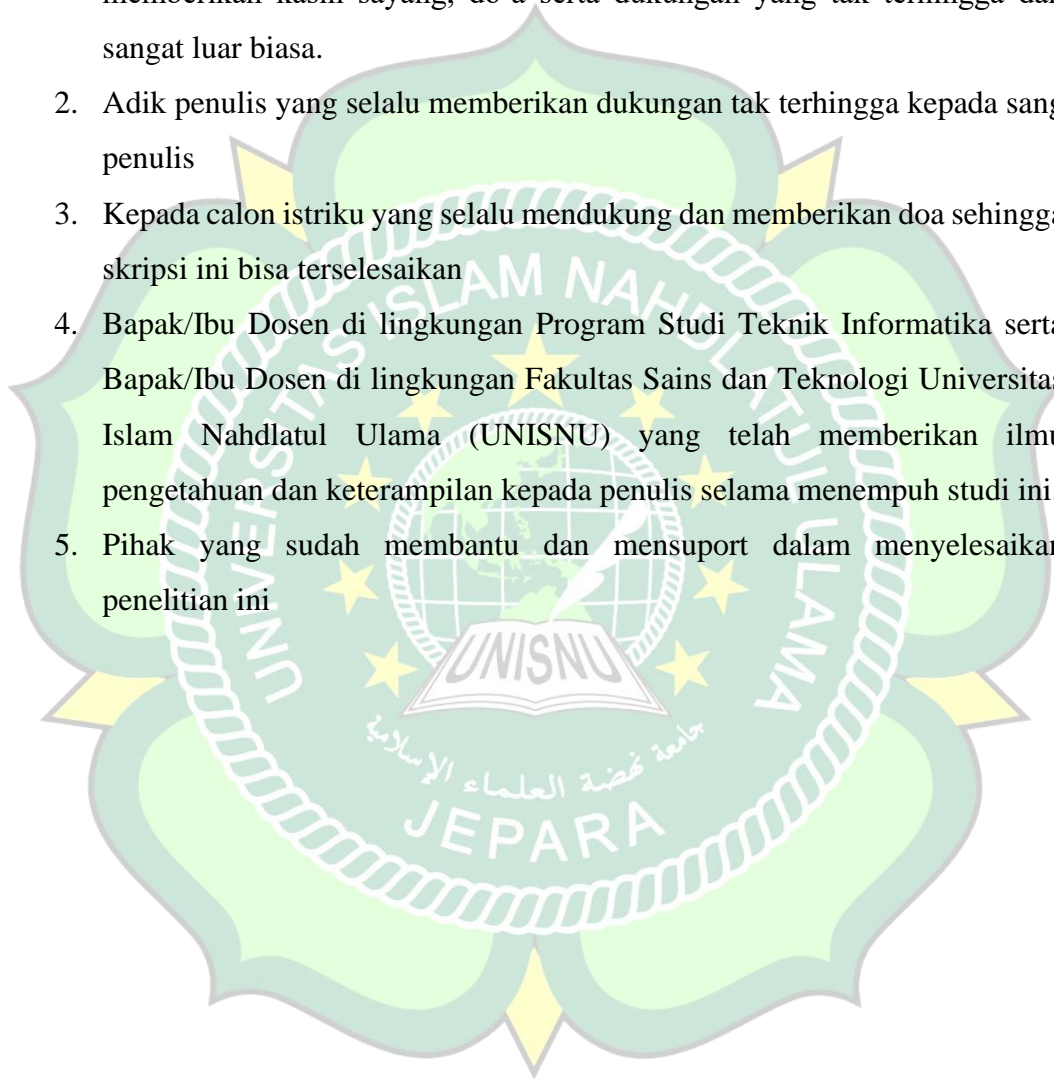 memberikan kasih sayang, do'a serta dukungan yang tak terhingga dan
sangat luar biasa.
2. Adik penulis yang selalu memberikan dukungan tak terhingga kepada sang
penulis
3. Kepada calon istriku yang selalu mendukung dan memberikan doa sehingga
skripsi ini bisa terselesaikan
4. Bapak/Ibu Dosen di lingkungan Program Studi Teknik Informatika serta
Bapak/Ibu Dosen di lingkungan Fakultas Sains dan Teknologi Universitas
Islam Nahdlatul Ulama (UNISNU) yang telah memberikan ilmu
pengetahuan dan keterampilan kepada penulis selama menempuh studi ini.
5. Pihak yang sudah membantu dan mensuport dalam menyelesaikan
penelitian ini
UNIVERSITAS ISLAM NAHDLATUL ULAMA
UNISNU
جامعة نهضة العلماء الإسلامية
JEPARA